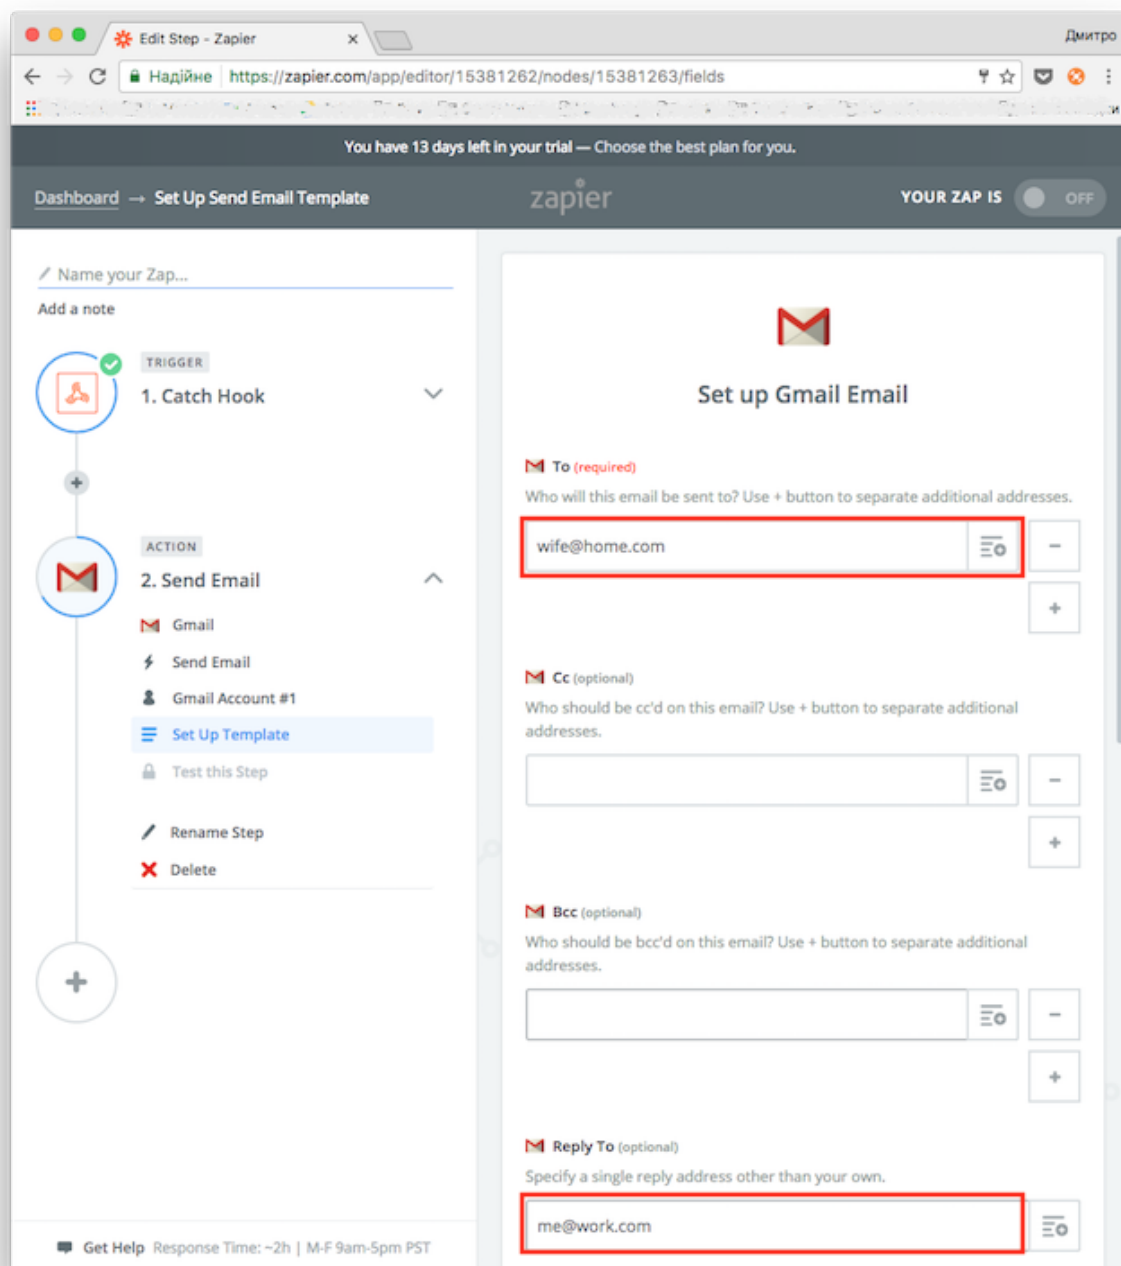 Edit Step - Zapier
Дмитро
Надійне https://zapier.com/app/editor/15381262/nodes/15381263/fields
You have 13 days left in your trial — Choose the best plan for you.
Dashboard → Set Up Send Email Template
zapier
YOUR ZAP IS OFF
Name your Zap...
Add a note
TRIGGER
1. Catch Hook
ACTION
2. Send Email
Gmail
Send Email
Gmail Account #1
Set Up Template
Test this Step
Rename Step
Delete
Get Help Response Time: ~2h | M-F 9am-5pm PST
Set up Gmail Email
To (required)
Who will this email be sent to? Use + button to separate additional addresses.
wife@home.com
Cc (optional)
Who should be cc'd on this email? Use + button to separate additional
addresses.
Bcc (optional)
Who should be bcc'd on this email? Use + button to separate additional
addresses.
Reply To (optional)
Specify a single reply address other than your own.
me@work.com